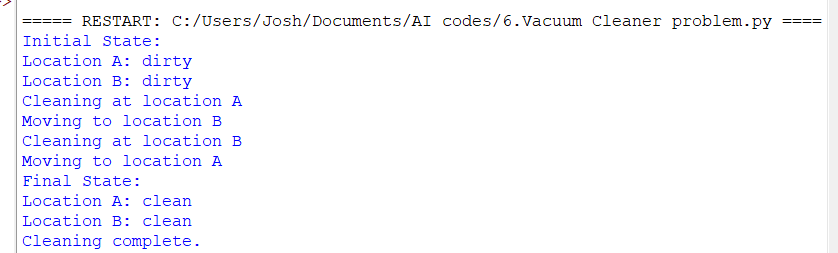 ===== RESTART: C:/Users/Josh/Documents/AI codes/6.Vacuum Cleaner problem.py ====
Initial State:
Location A: dirty
Location B: dirty
Cleaning at location A
Moving to location B
Cleaning at location B
Moving to location A
Final State:
Location A: clean
Location B: clean
Cleaning complete.